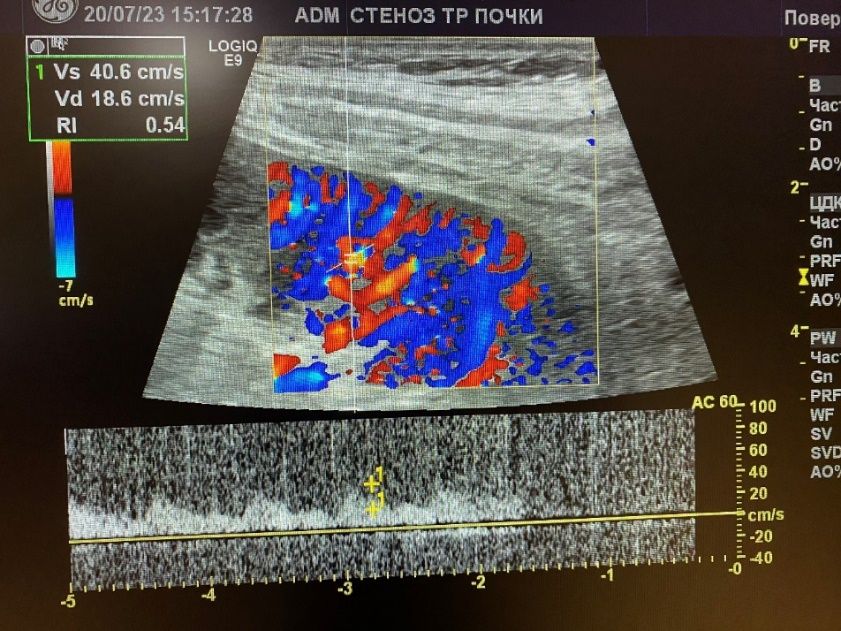 20/07/23 15:17:28 ADM СТЕНОЗ ТР ПОЧКИ
LOGIQ
E9
1 Vs 40.6 cm/s
Vd 18.6 cm/s
RI 0.54
-7
cm/s
Повер
0
FR
В
Час
Gn
D
AO%
2
ЦДК
Част
Gn
PRF
WF
AO%
4
PW
Част
Gn
PRF
WF
SV
SVD
AO%
AC 60
100
80
60
40
20
cm/s
-20
-40
1
1
-5
-4
-3
-2
-1
-0